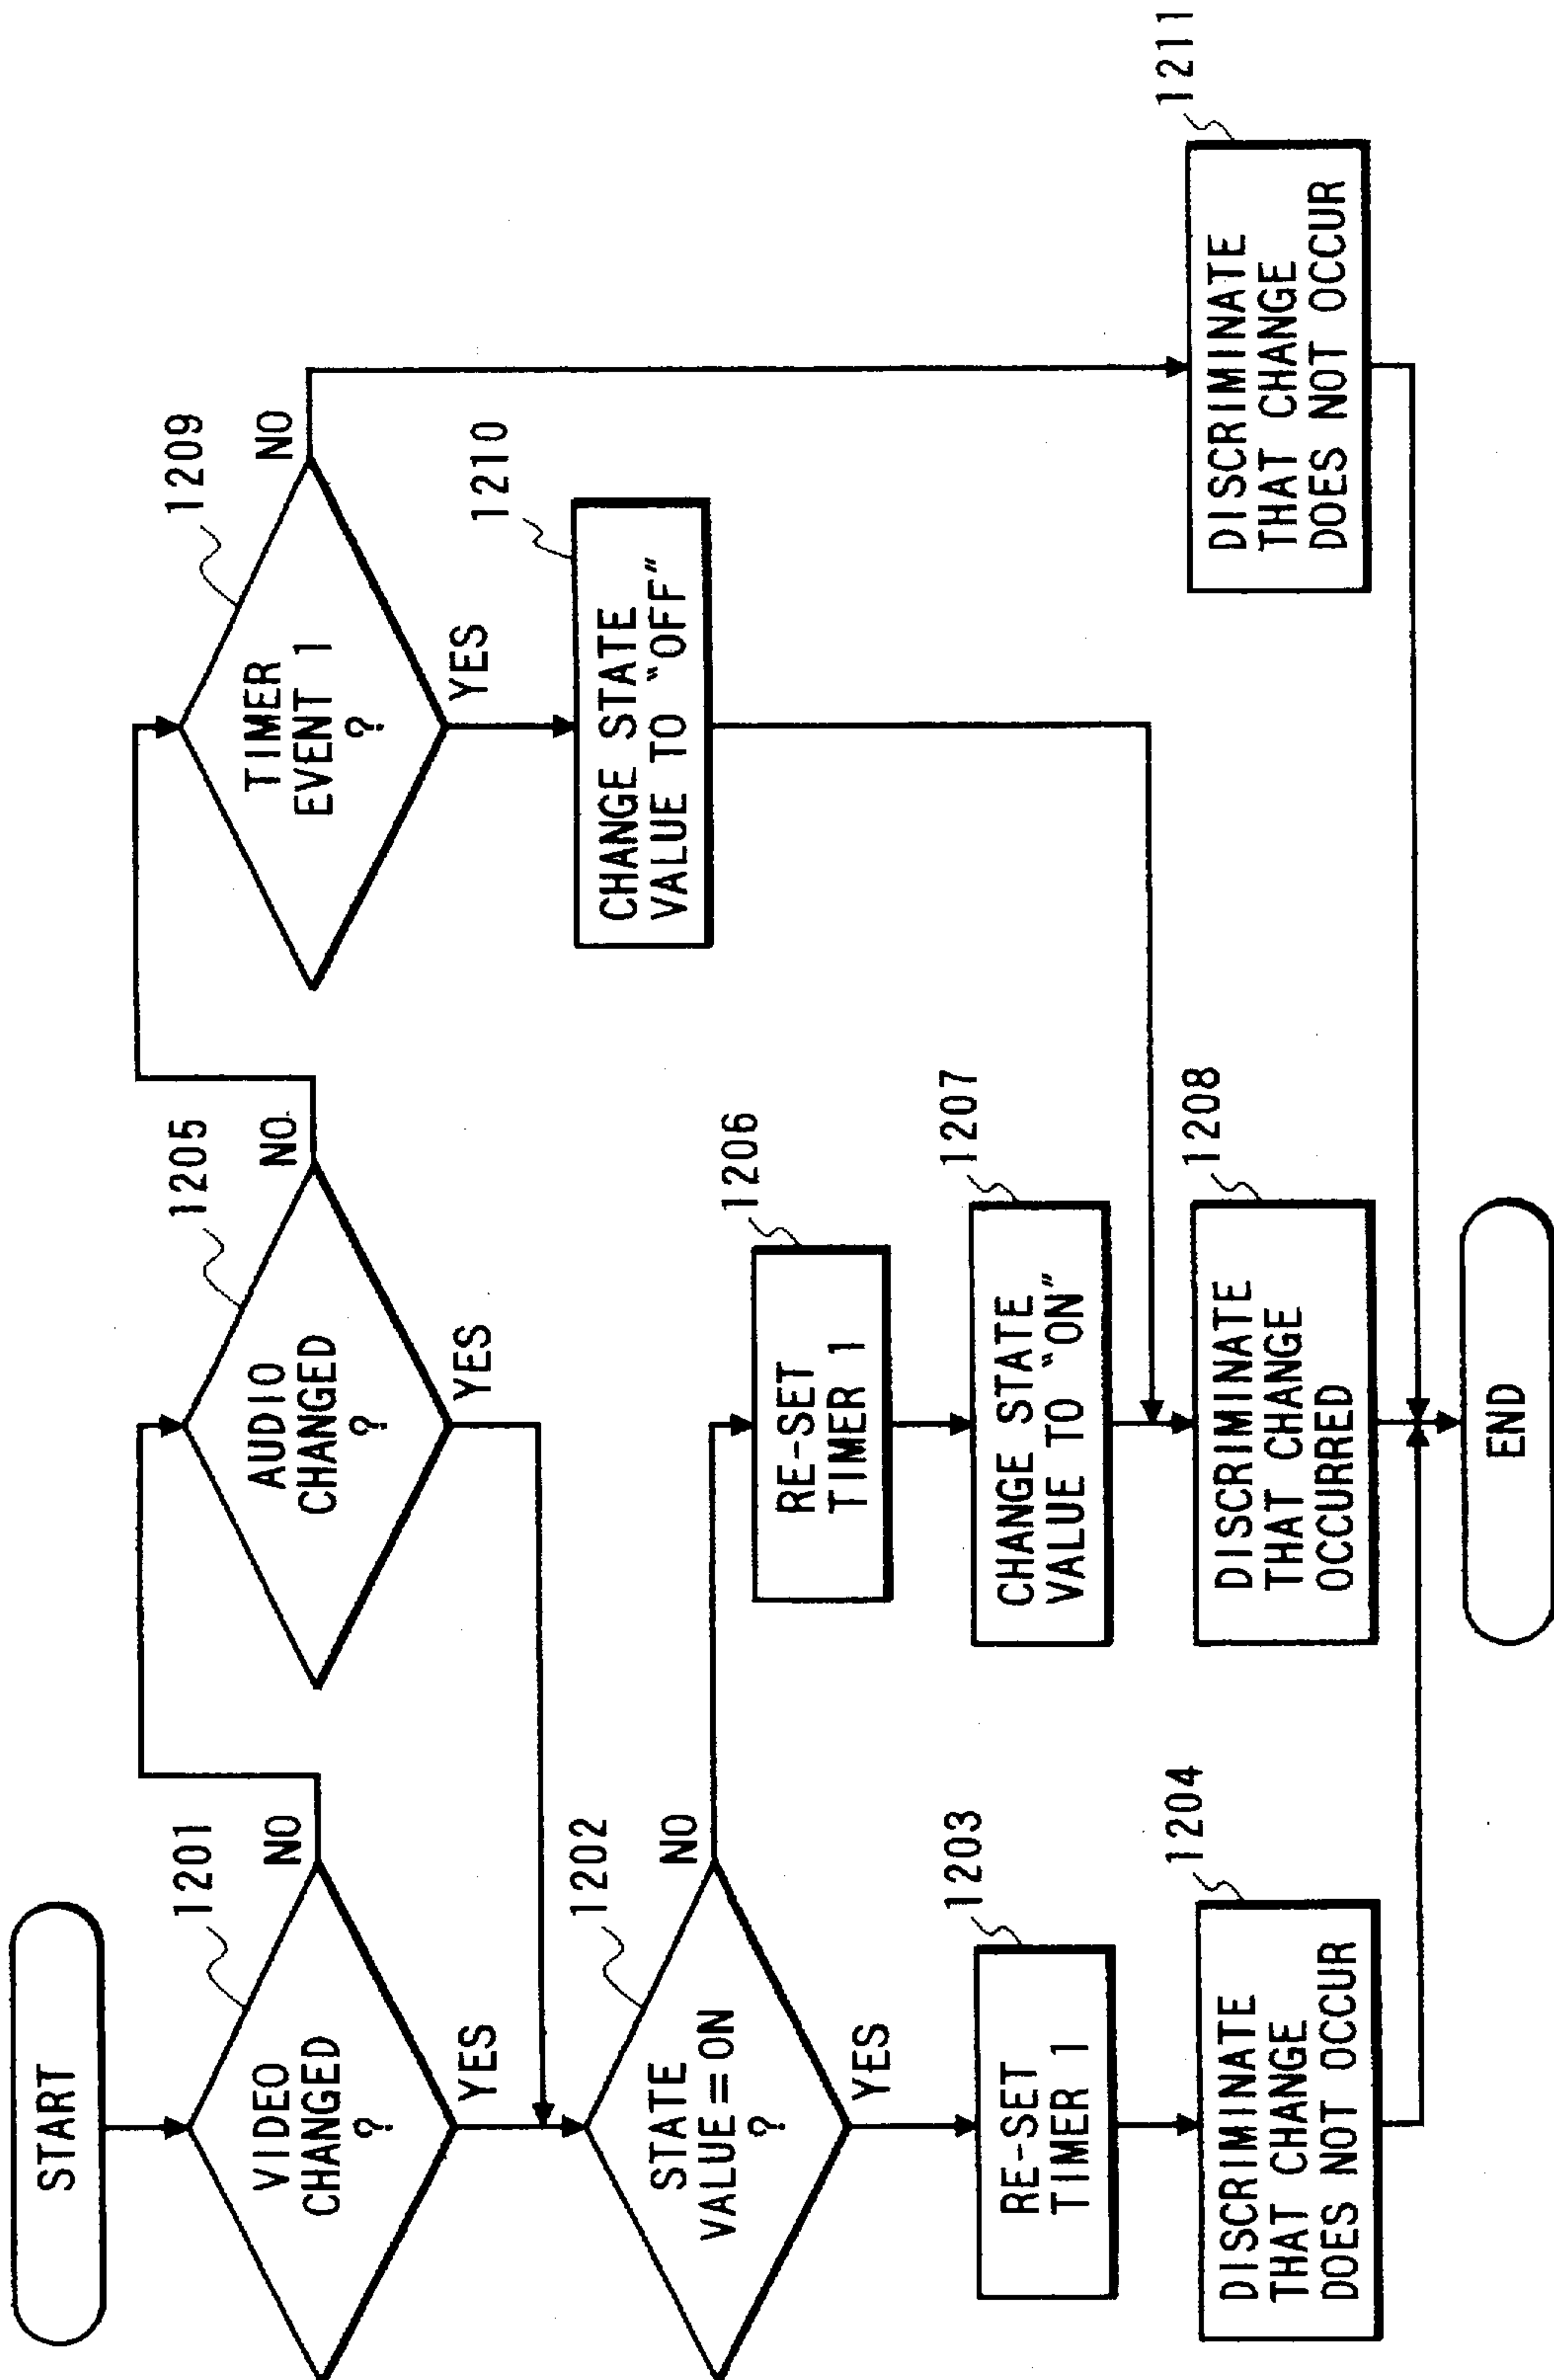 START
1201
VIDEO
CHANGED
?
NO
YES
1205
AUDIO
CHANGED
?
NO
YES
1209
TIMER
EVENT 1
?
NO
YES
1210
CHANGE STATE
VALUE TO "OFF"
1202
STATE
VALUE=ON
?
NO
YES
1203
RE-SET
TIMER 1
1204
DISCRIMINATE
THAT CHANGE
DOES NOT OCCUR
1206
RE-SET
TIMER 1
1207
CHANGE STATE
VALUE TO "ON"
1208
DISCRIMINATE
THAT CHANGE
OCCURRED
1211
DISCRIMINATE
THAT CHANGE
DOES NOT OCCUR
END